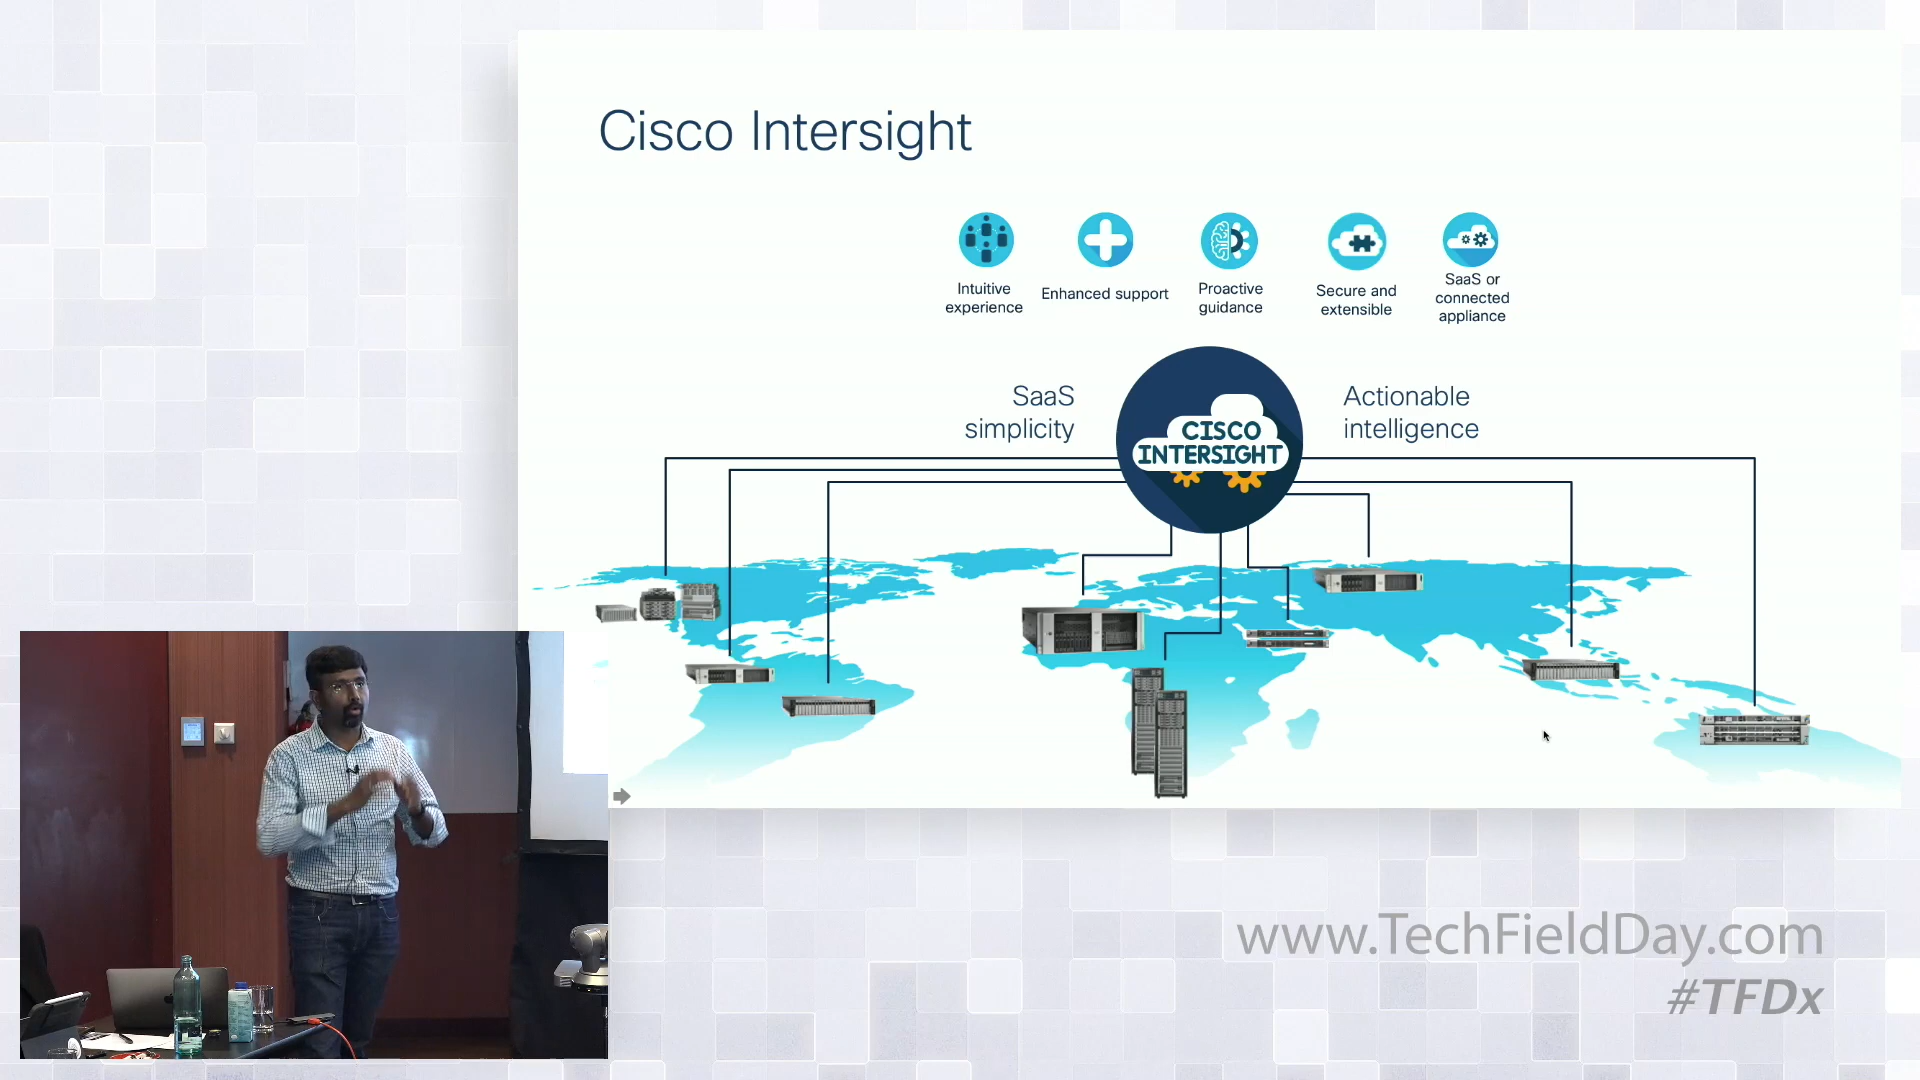 Cisco Intersight
Intuitive
experience
Enhanced support
Proactive
guidance
Secure and
extensible
SaaS or
connected
appliance
SaaS
simplicity
CISCO
INTERSIGHT
Actionable
intelligence
www.TechFieldDay.com
#TFDx